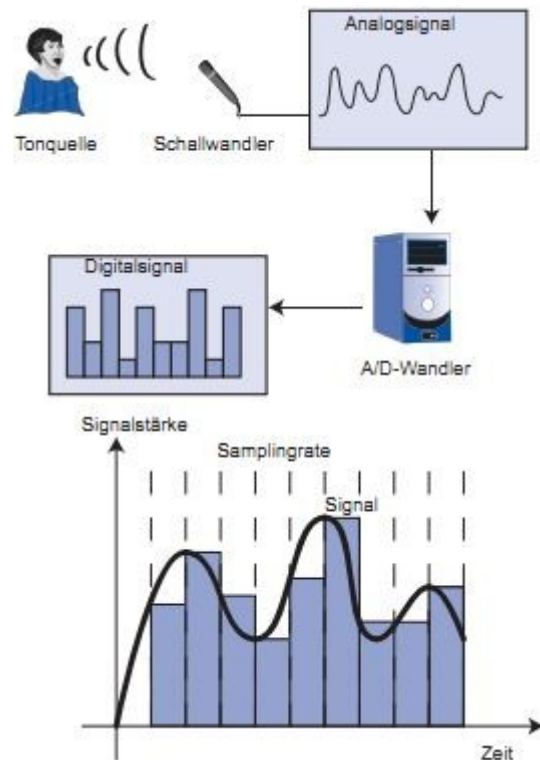 Analogsignal
Tonquelle
Schallwandler
Digitalsignal
A/D-Wandler
Signalstärke
Samplingrate
Signal
Zeit